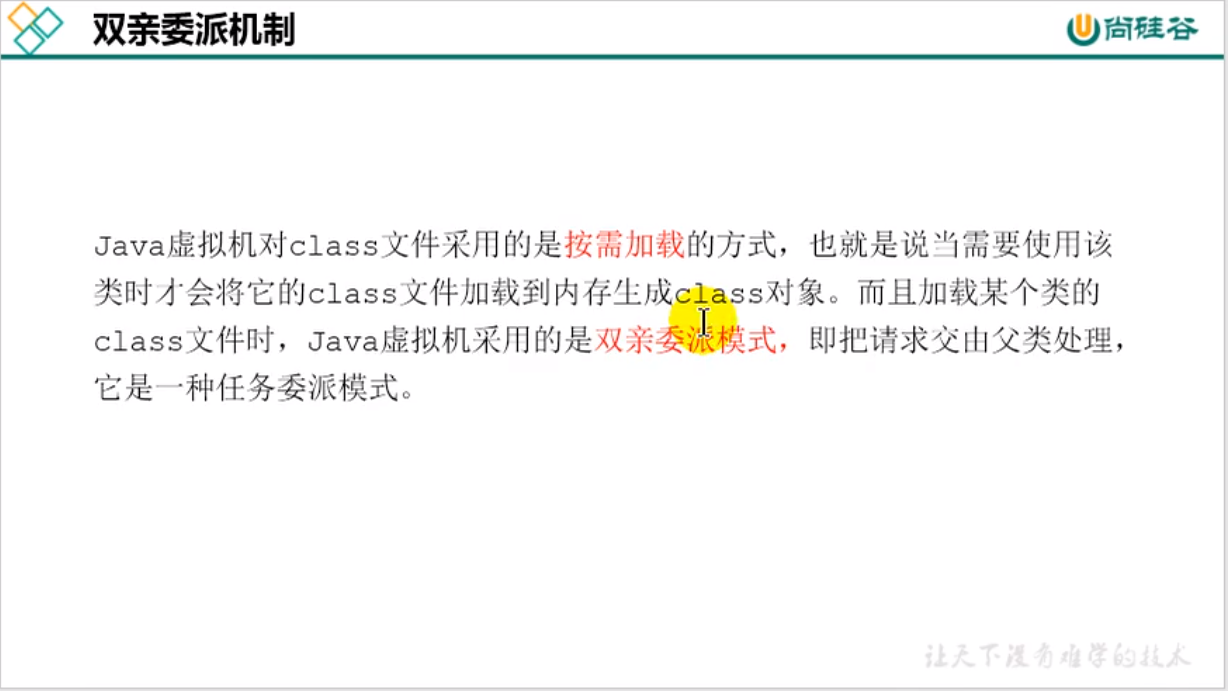 双亲委派机制
尚硅谷
Java虚拟机对class文件采用的是按需加载的方式，也就是说当需要使用该
类时才会将它的class文件加载到内存生成class对象。而且加载某个类的
class文件时，Java虚拟机采用的是双亲委派模式，即把请求交由父类处理，
它是一种任务委派模式。
让天下没有难学的技术